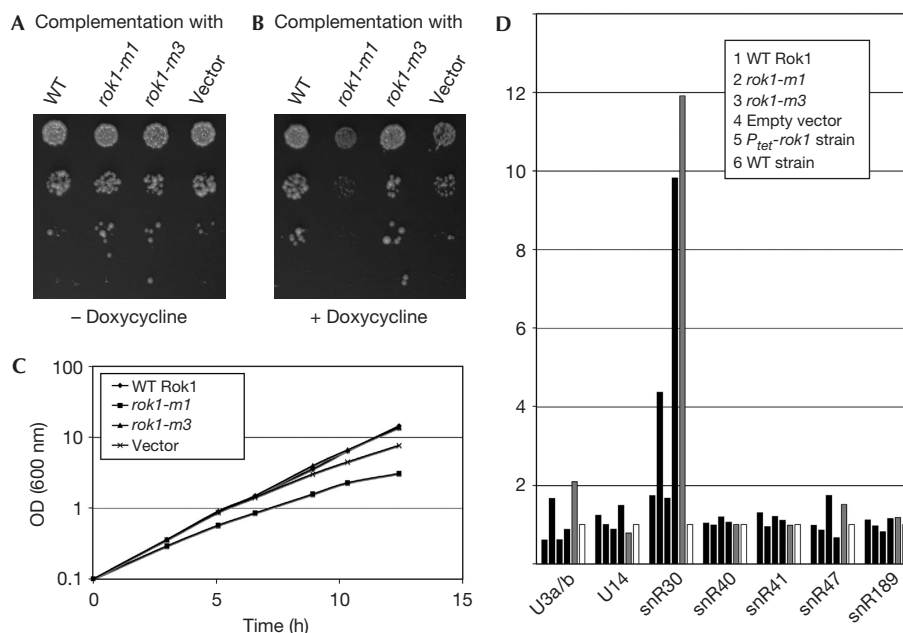 A Complementation with
WT
rok1-m1
rok1-m3
Vector
– Doxycycline
B Complementation with
WT
rok1-m1
rok1-m3
Vector
+ Doxycycline
C
OD (600 nm)
100
10
1
0.1
WT Rok1
rok1-m1
rok1-m3
Vector
0 5 10 15
Time (h)
D
12
10
8
6
4
2
1 WT Rok1
2 rok1-m1
3 rok1-m3
4 Empty vector
5 Ptet-rok1 strain
6 WT strain
U3a/b
U14
snR30
snR40
snR41
snR47
snR189